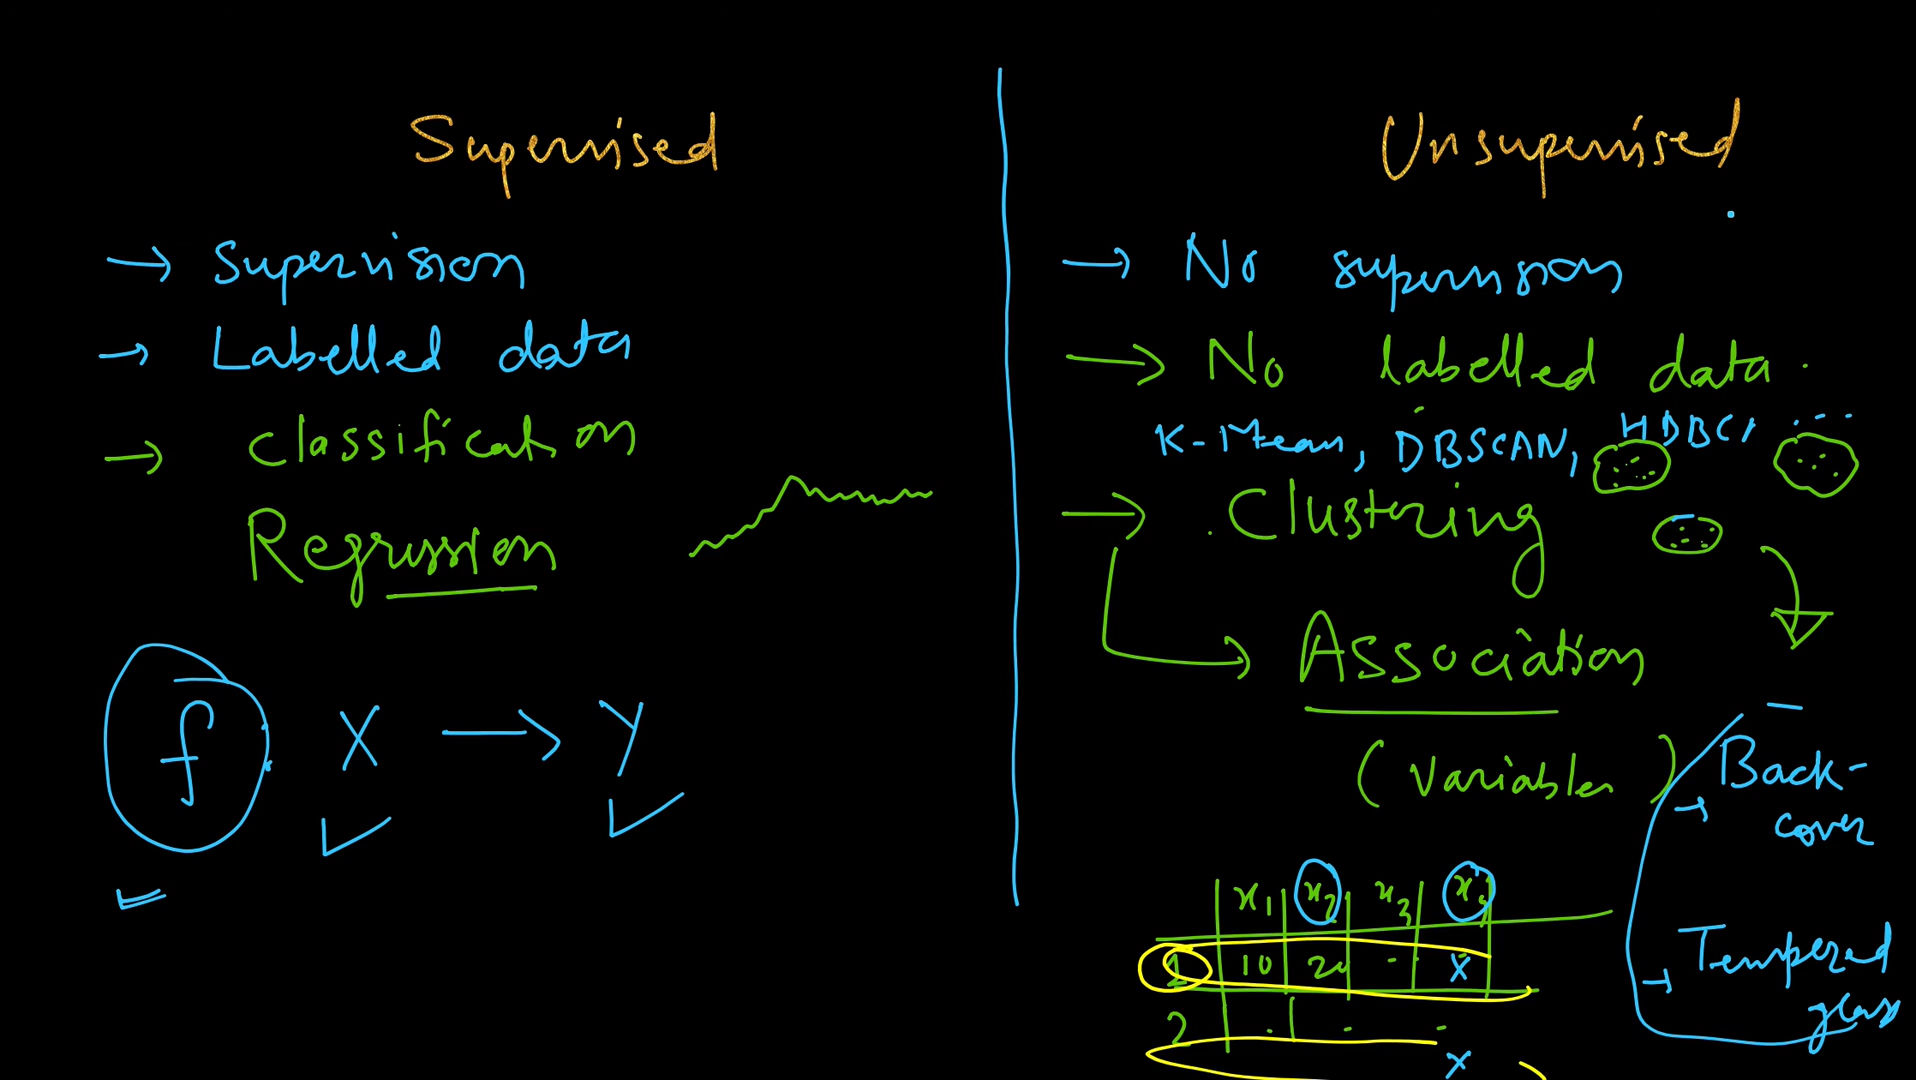 Supervised
→ Supervision
→ Labelled data
→ Classification
Regression
f X → Y
Unsupervised
→ No supervision
→ No labelled data.
K-Mean, DBSCAN, HDBC
→ Clustering
→ Association
(variables)
Back-
cover
Tempered
glass
x1 x2 x3
1 10 20 - x
2 . - -
x